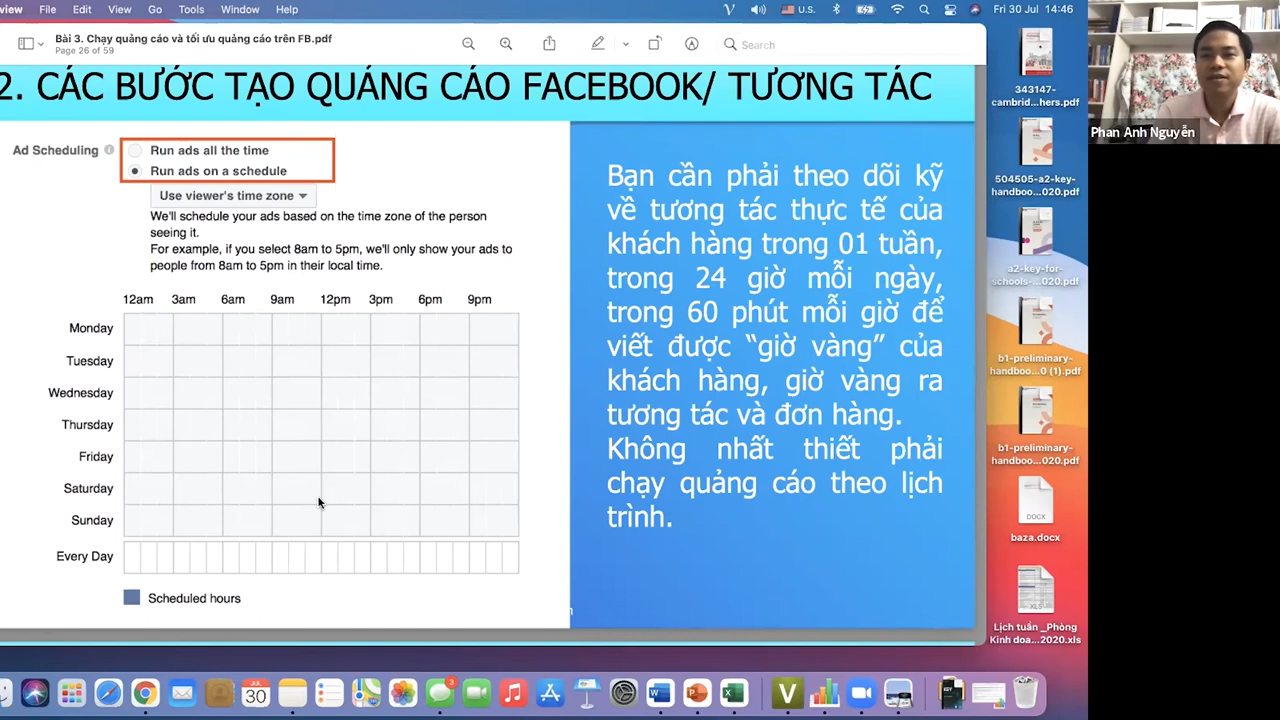 view File Edit View Go Tools Window Help
U.S.
Fri 30 Jul 14:46
Bài 3. Chạy quảng cáo và tối ưu quảng cáo trên FB.pdf
Page 26 of 59
Search
2. CÁC BƯỚC TẠO QUẢNG CÁO FACEBOOK/ TƯƠNG TÁC
Ad Scheduling
Run ads all the time
Run ads on a schedule
Use viewer's time zone
We'll schedule your ads based on the time zone of the person
seeing it.
For example, if you select 8am to 5pm, we'll only show your ads to
people from 8am to 5pm in their local time.
12am 3am 6am 9am 12pm 3pm 6pm 9pm
Monday
Tuesday
Wednesday
Thursday
Friday
Saturday
Sunday
Every Day
Scheduled hours
Bạn cần phải theo dõi kỹ
về tương tác thực tế của
khách hàng trong 01 tuần,
trong 24 giờ mỗi ngày,
trong 60 phút mỗi giờ để
viết được “giờ vàng” của
khách hàng, giờ vàng ra
tương tác và đơn hàng.
Không nhất thiết phải
chạy quảng cáo theo lịch
trình.
343147-
cambrid...hers.pdf
504505-a2-key-
handboo...020.pdf
a2-key-for-
schools-...020.pdf
b1-preliminary-
handboo...0 (1).pdf
b1-preliminary-
handboo...020.pdf
DOCX
baza.docx
XLS
Lịch tuần _Phòng
Kinh doa...2020.xls
Phan Anh Nguyễn
JUL
30
3